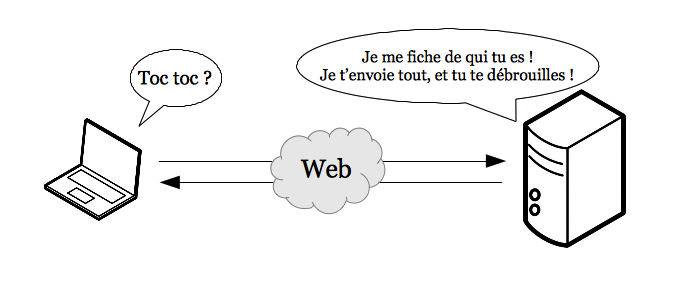 Toc toc ?
Je me fiche de qui tu es !
Je t'envoie tout, et tu te débrouilles !
Web